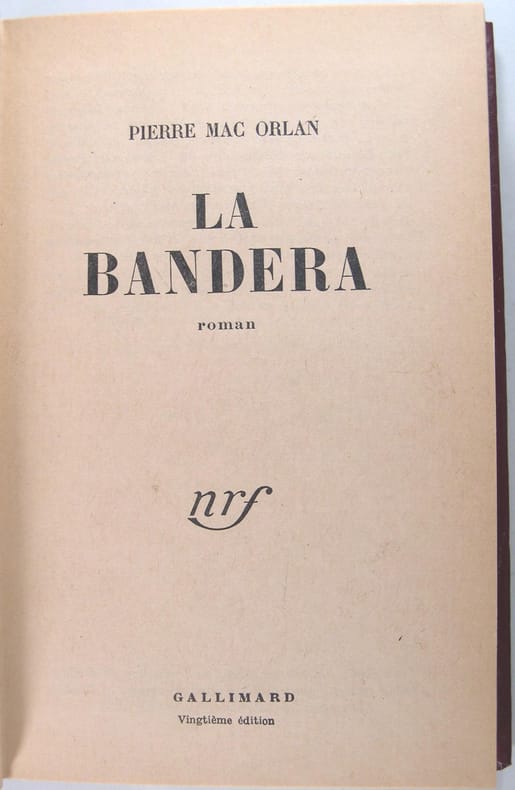 PIERRE MAC ORLAN
LA
BANDERA
roman
nrf
GALLIMARD
Vingtième édition